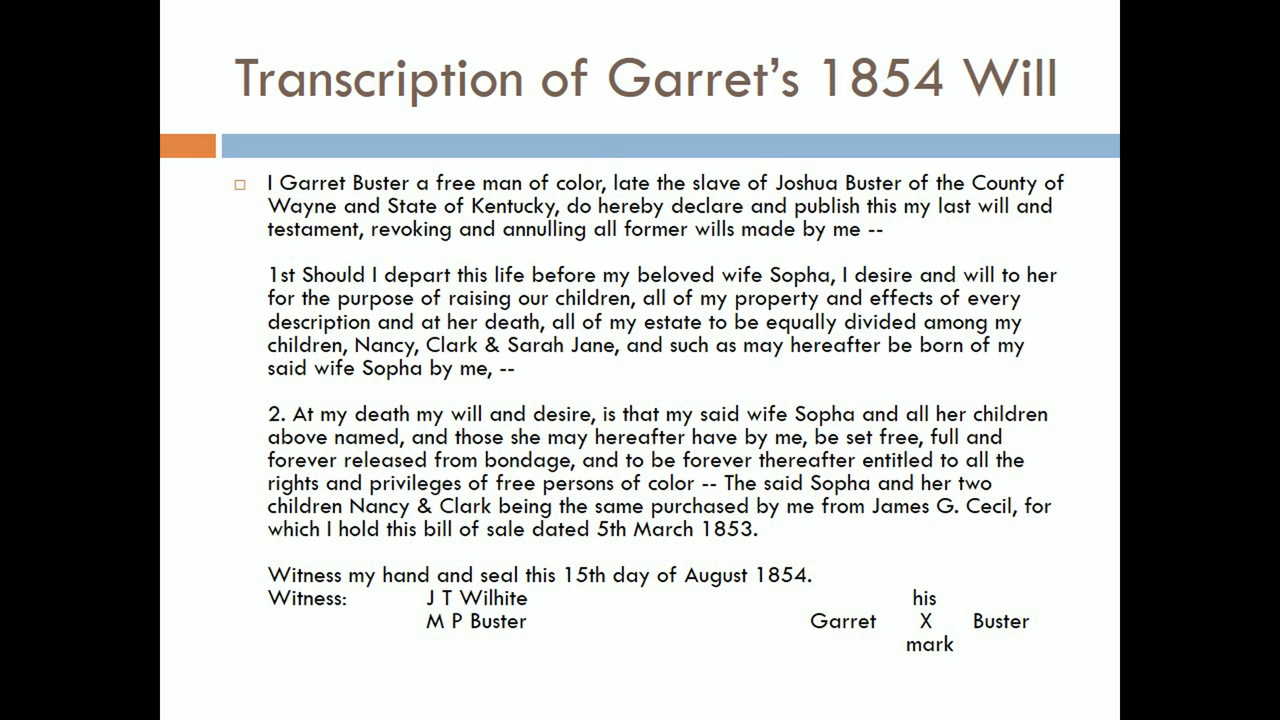 Transcription of Garret's 1854 Will
I Garret Buster a free man of color, late the slave of Joshua Buster of the County of
Wayne and State of Kentucky, do hereby declare and publish this my last will and
testament, revoking and annulling all former wills made by me --
1st Should I depart this life before my beloved wife Sopha, I desire and will to her
for the purpose of raising our children, all of my property and effects of every
description and at her death, all of my estate to be equally divided among my
children, Nancy, Clark & Sarah Jane, and such as may hereafter be born of my
said wife Sopha by me, --
2. At my death my will and desire, is that my said wife Sopha and all her children
above named, and those she may hereafter have by me, be set free, full and
forever released from bondage, and to be forever thereafter entitled to all the
rights and privileges of free persons of color -- The said Sopha and her two
children Nancy & Clark being the same purchased by me from James G. Cecil, for
which I hold this bill of sale dated 5th March 1853.
Witness my hand and seal this 15th day of August 1854.
Witness: J T Wilhite his
M P Buster Garret X Buster
mark